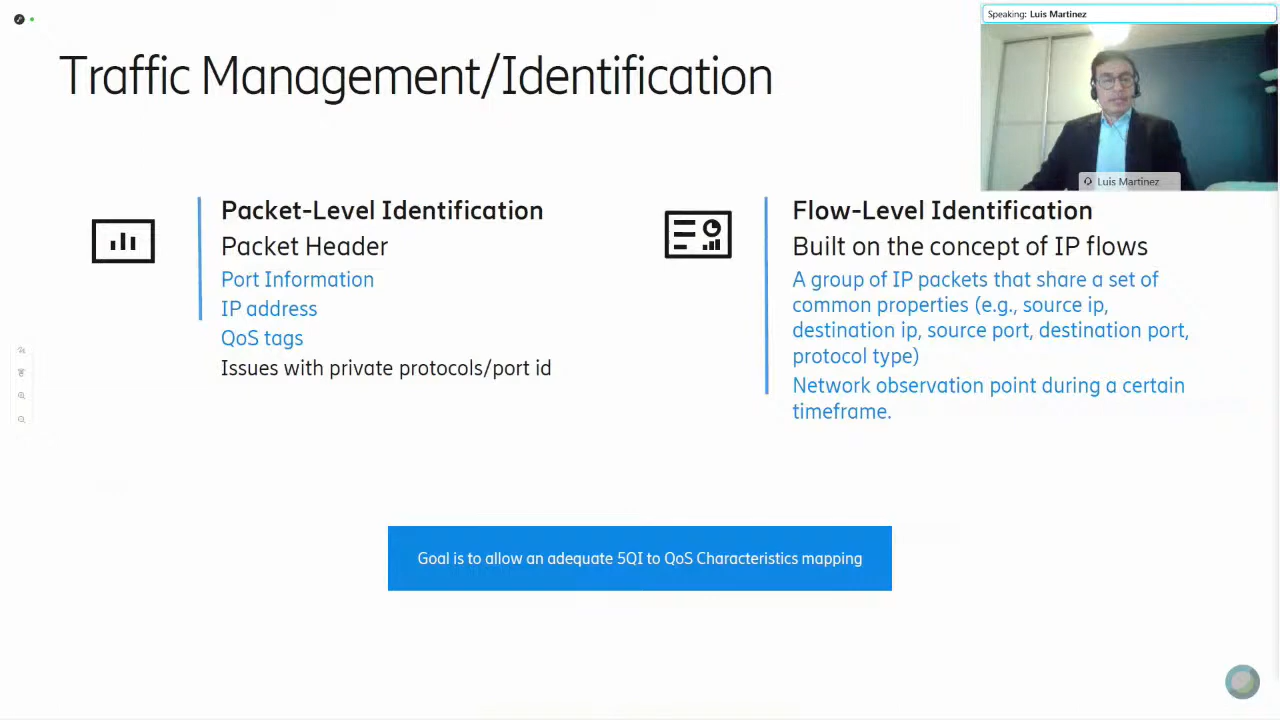 Speaking: Luis Martinez
Traffic Management/Identification
Luis Martinez
Packet-Level Identification
Packet Header
Port Information
IP address
QoS tags
Issues with private protocols/port id
Flow-Level Identification
Built on the concept of IP flows
A group of IP packets that share a set of
common properties (e.g., source ip,
destination ip, source port, destination port,
protocol type)
Network observation point during a certain
timeframe.
Goal is to allow an adequate 5QI to QoS Characteristics mapping